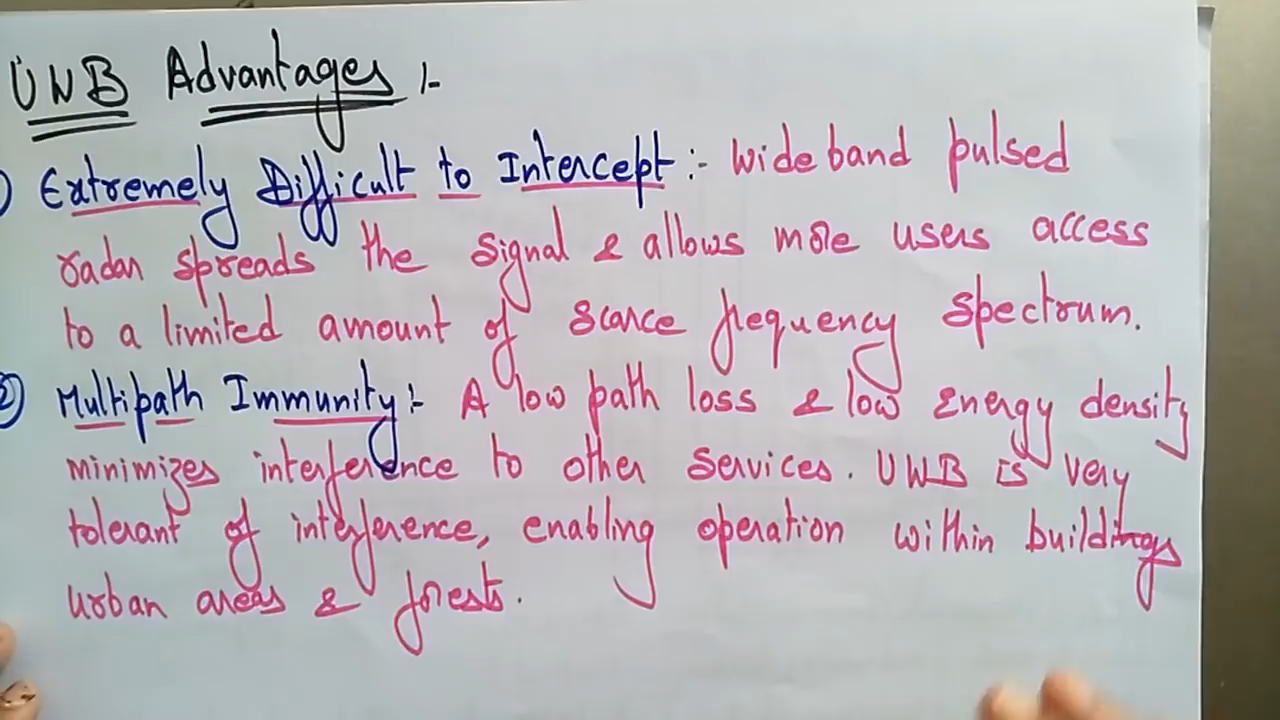 UWB Advantages :-
) Extremely Difficult to Intercept :- Wide band pulsed
radar spreads the signal & allows more users access
to a limited amount of scarce frequency spectrum.
2) Multipath Immunity :- A low path loss & low Energy density
minimizes interference to other services. UWB is very
tolerant of interference, enabling operation within buildings
urban areas & forests.